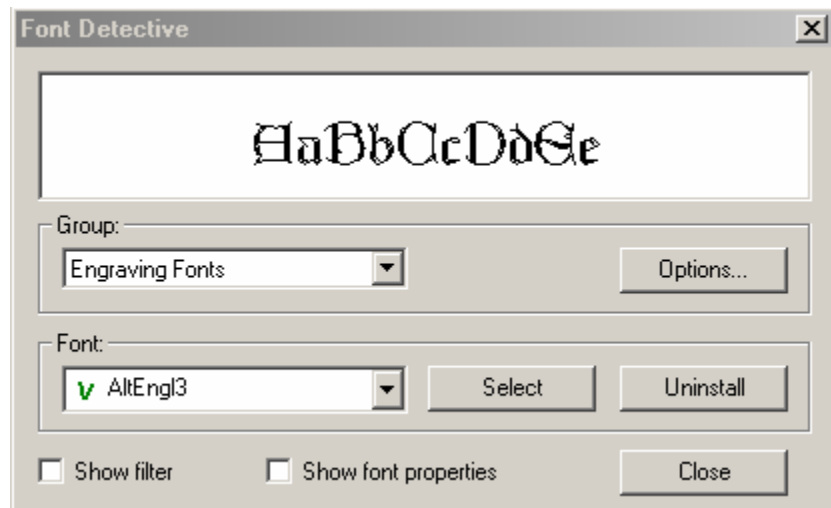 Font Detective
AaBbCcDdEe
Group:
Engraving Fonts
Options...
Font:
v AltEngl3
Select
Uninstall
Show filter
Show font properties
Close